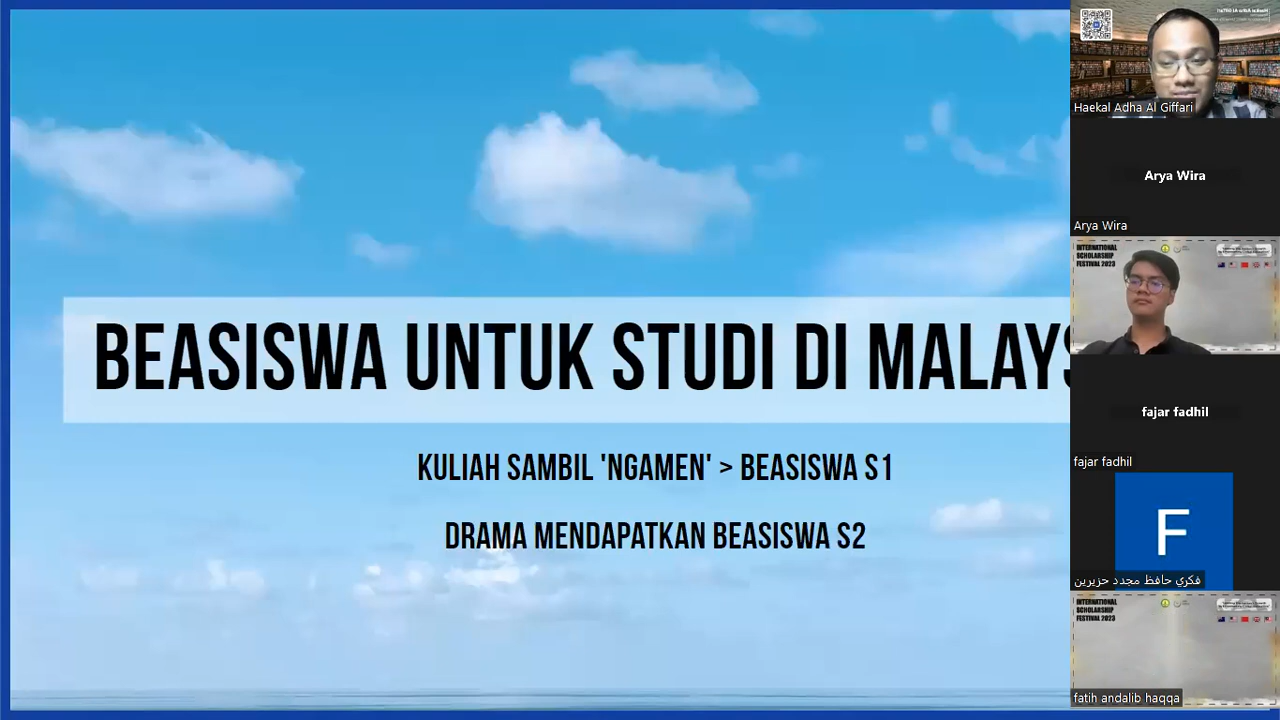 BEASISWA UNTUK STUDI DI MALAYS
KULIAH SAMBIL 'NGAMEN' > BEASISWA S1
DRAMA MENDAPATKAN BEASISWA S2
Haekal Adha Al Giffari
Arya Wira
Arya Wira
INTERNATIONAL
SCHOLARSHIP
FESTIVAL 2023
fajar fadhil
fajar fadhil
F
فكري حافظ مجدد حزيرين
INTERNATIONAL
SCHOLARSHIP
FESTIVAL 2023
fatih andalib haqqa